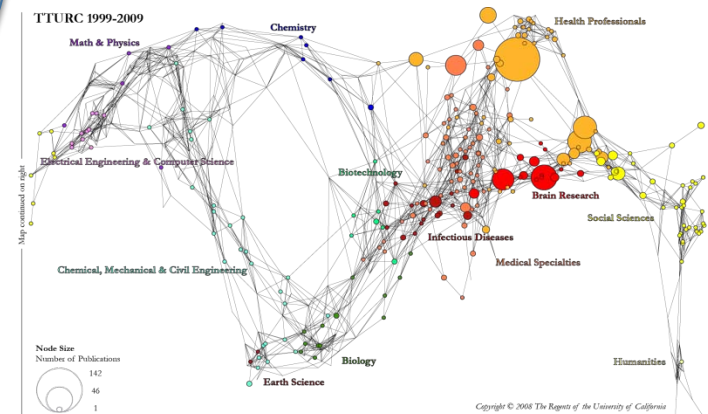 TTURC 1999-2009
Chemistry
Health Professionals
Math & Physics
Electrical Engineering & Computer Science
Biotechnology
Brain Research
Social Sciences
Infectious Diseases
Medical Specialties
Chemical, Mechanical & Civil Engineering
Map continued on right
Biology
Humanities
Earth Science
Node Size
Number of Publications
142
46
1
Copyright © 2008 The Regents of the University of California